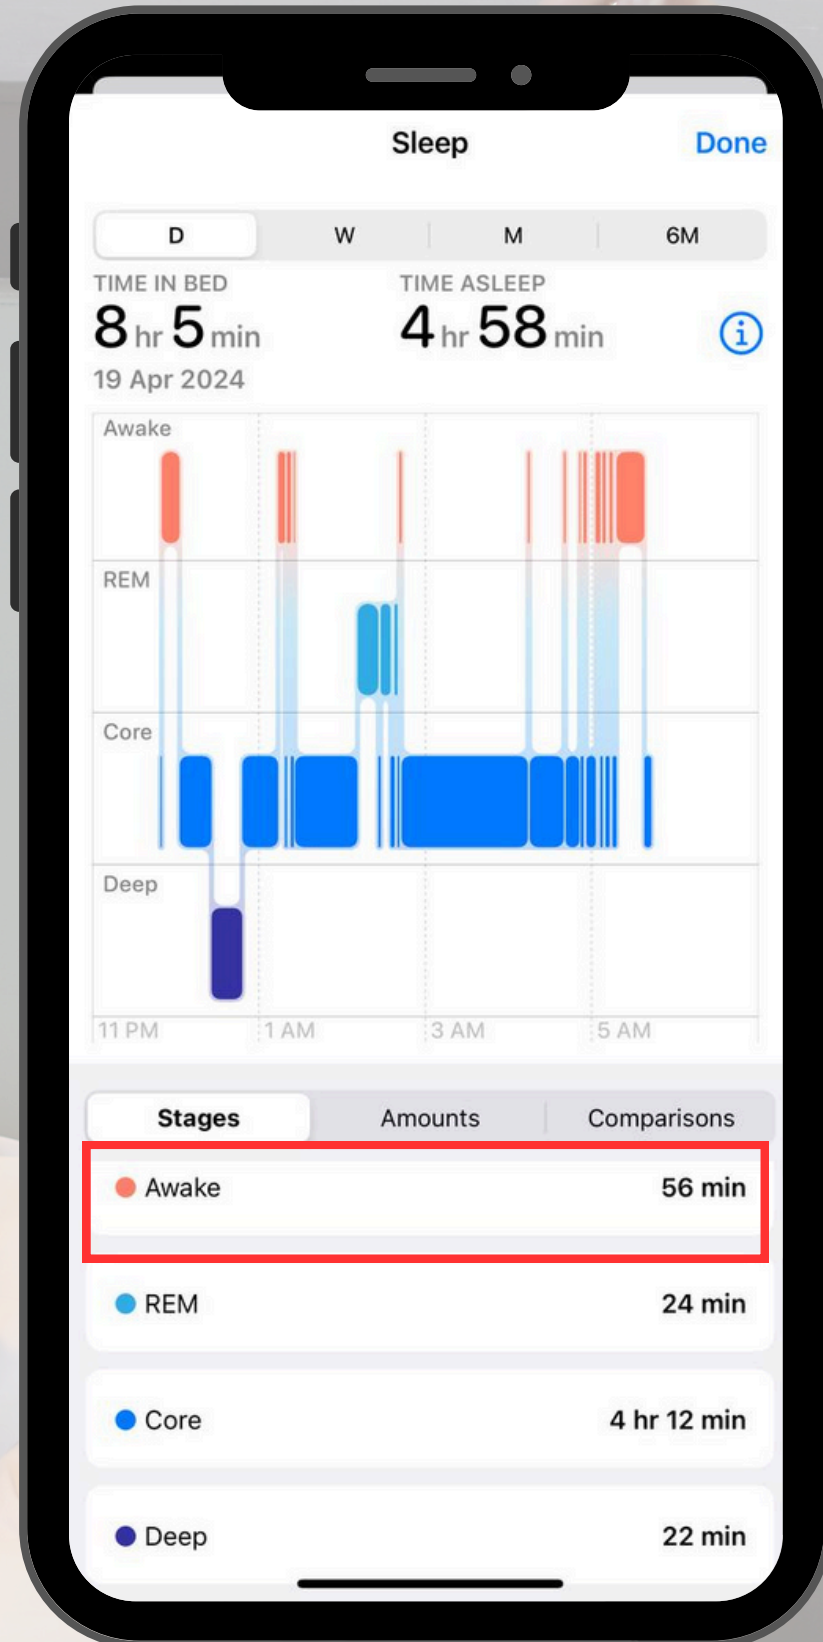 Sleep Done
D W M 6M
TIME IN BED TIME ASLEEP
8 hr 5 min 4 hr 58 min
19 Apr 2024
Awake
REM
Core
Deep
11 PM 1 AM 3 AM 5 AM
Stages Amounts Comparisons
Awake 56 min
REM 24 min
Core 4 hr 12 min
Deep 22 min